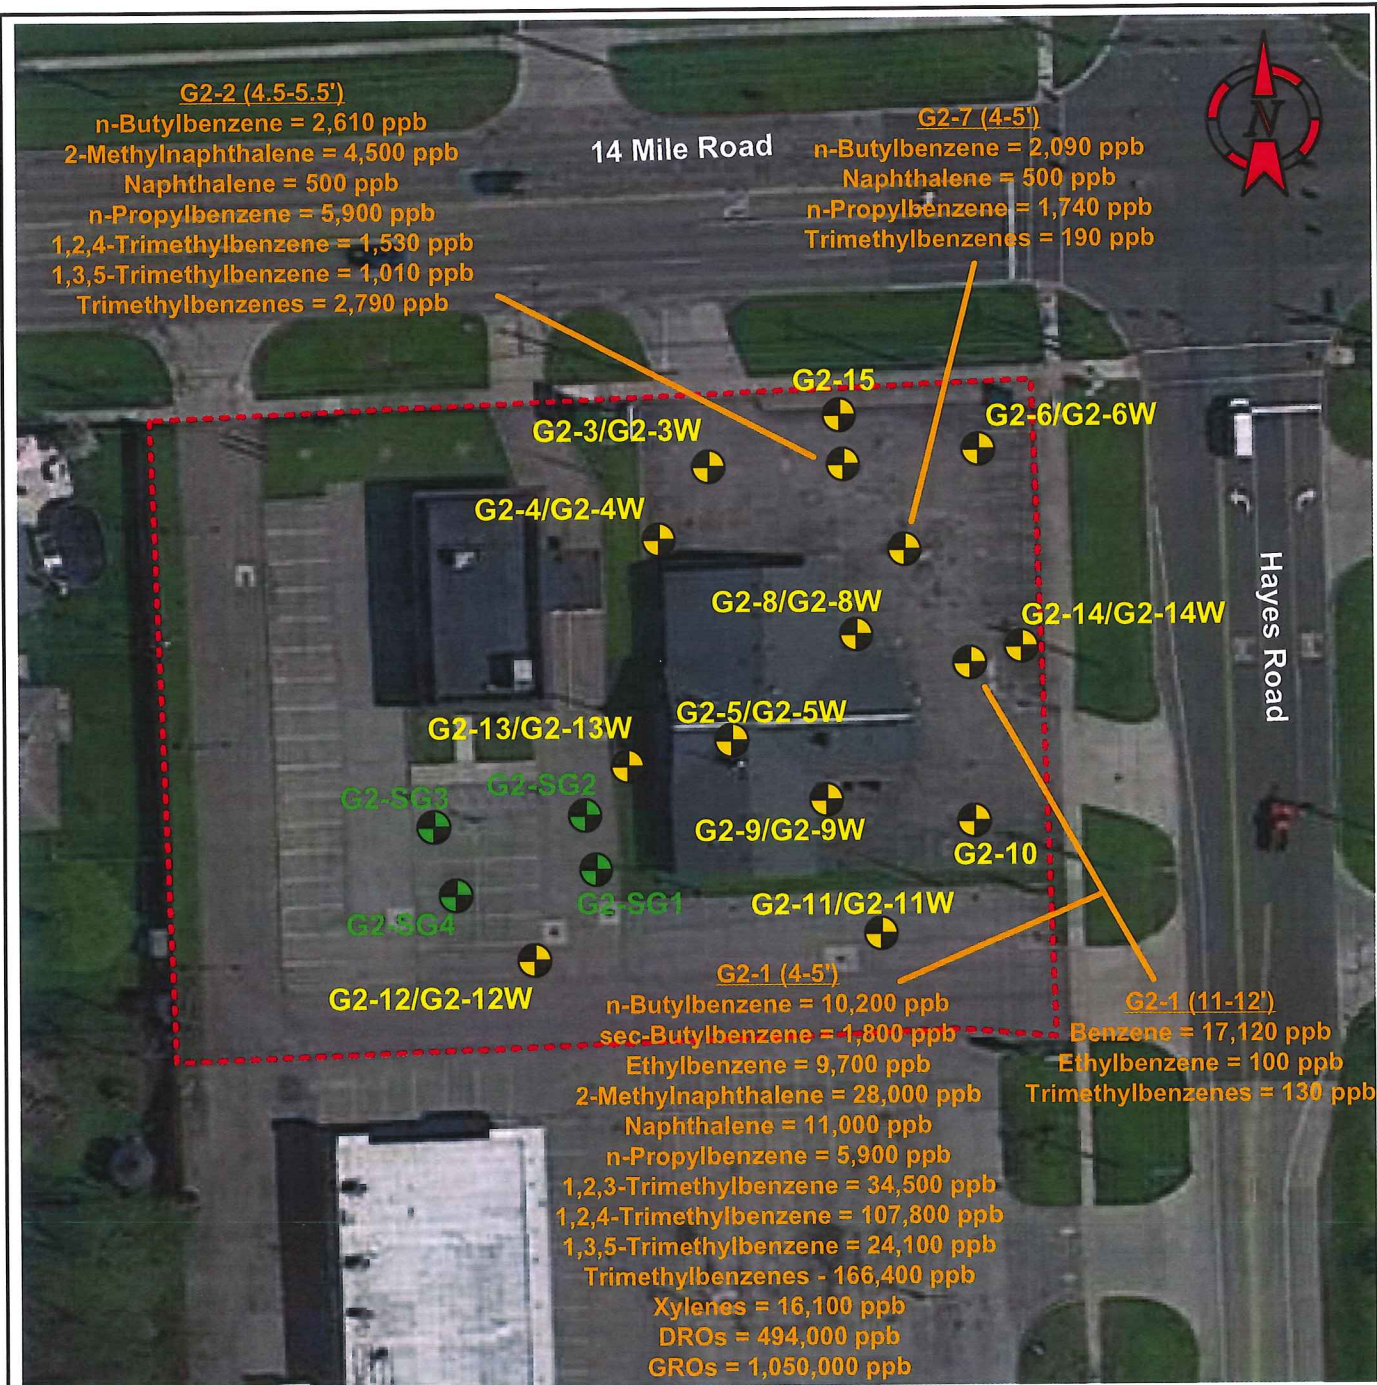 G2-2 (4.5-5.5')
n-Butylbenzene = 2,610 ppb
2-Methylnaphthalene = 4,500 ppb
Naphthalene = 500 ppb
n-Propylbenzene = 5,900 ppb
1,2,4-Trimethylbenzene = 1,530 ppb
1,3,5-Trimethylbenzene = 1,010 ppb
Trimethylbenzenes = 2,790 ppb
14 Mile Road
G2-7 (4-5')
n-Butylbenzene = 2,090 ppb
Naphthalene = 500 ppb
n-Propylbenzene = 1,740 ppb
Trimethylbenzenes = 190 ppb
N
G2-15
G2-3/G2-3W
G2-6/G2-6W
G2-4/G2-4W
G2-8/G2-8W
G2-14/G2-14W
Hayes Road
G2-13/G2-13W
G2-5/G2-5W
G2-SG3
G2-SG2
G2-9/G2-9W
G2-10
G2-SG4
G2-SG1
G2-11/G2-11W
G2-12/G2-12W
G2-1 (4-5')
n-Butylbenzene = 10,200 ppb
sec-Butylbenzene = 1,800 ppb
Ethylbenzene = 9,700 ppb
2-Methylnaphthalene = 28,000 ppb
Naphthalene = 11,000 ppb
n-Propylbenzene = 5,900 ppb
1,2,3-Trimethylbenzene = 34,500 ppb
1,2,4-Trimethylbenzene = 107,800 ppb
1,3,5-Trimethylbenzene = 24,100 ppb
Trimethylbenzenes - 166,400 ppb
Xylenes = 16,100 ppb
DROs = 494,000 ppb
GROs = 1,050,000 ppb
G2-1 (11-12')
Benzene = 17,120 ppb
Ethylbenzene = 100 ppb
Trimethylbenzenes = 130 ppb